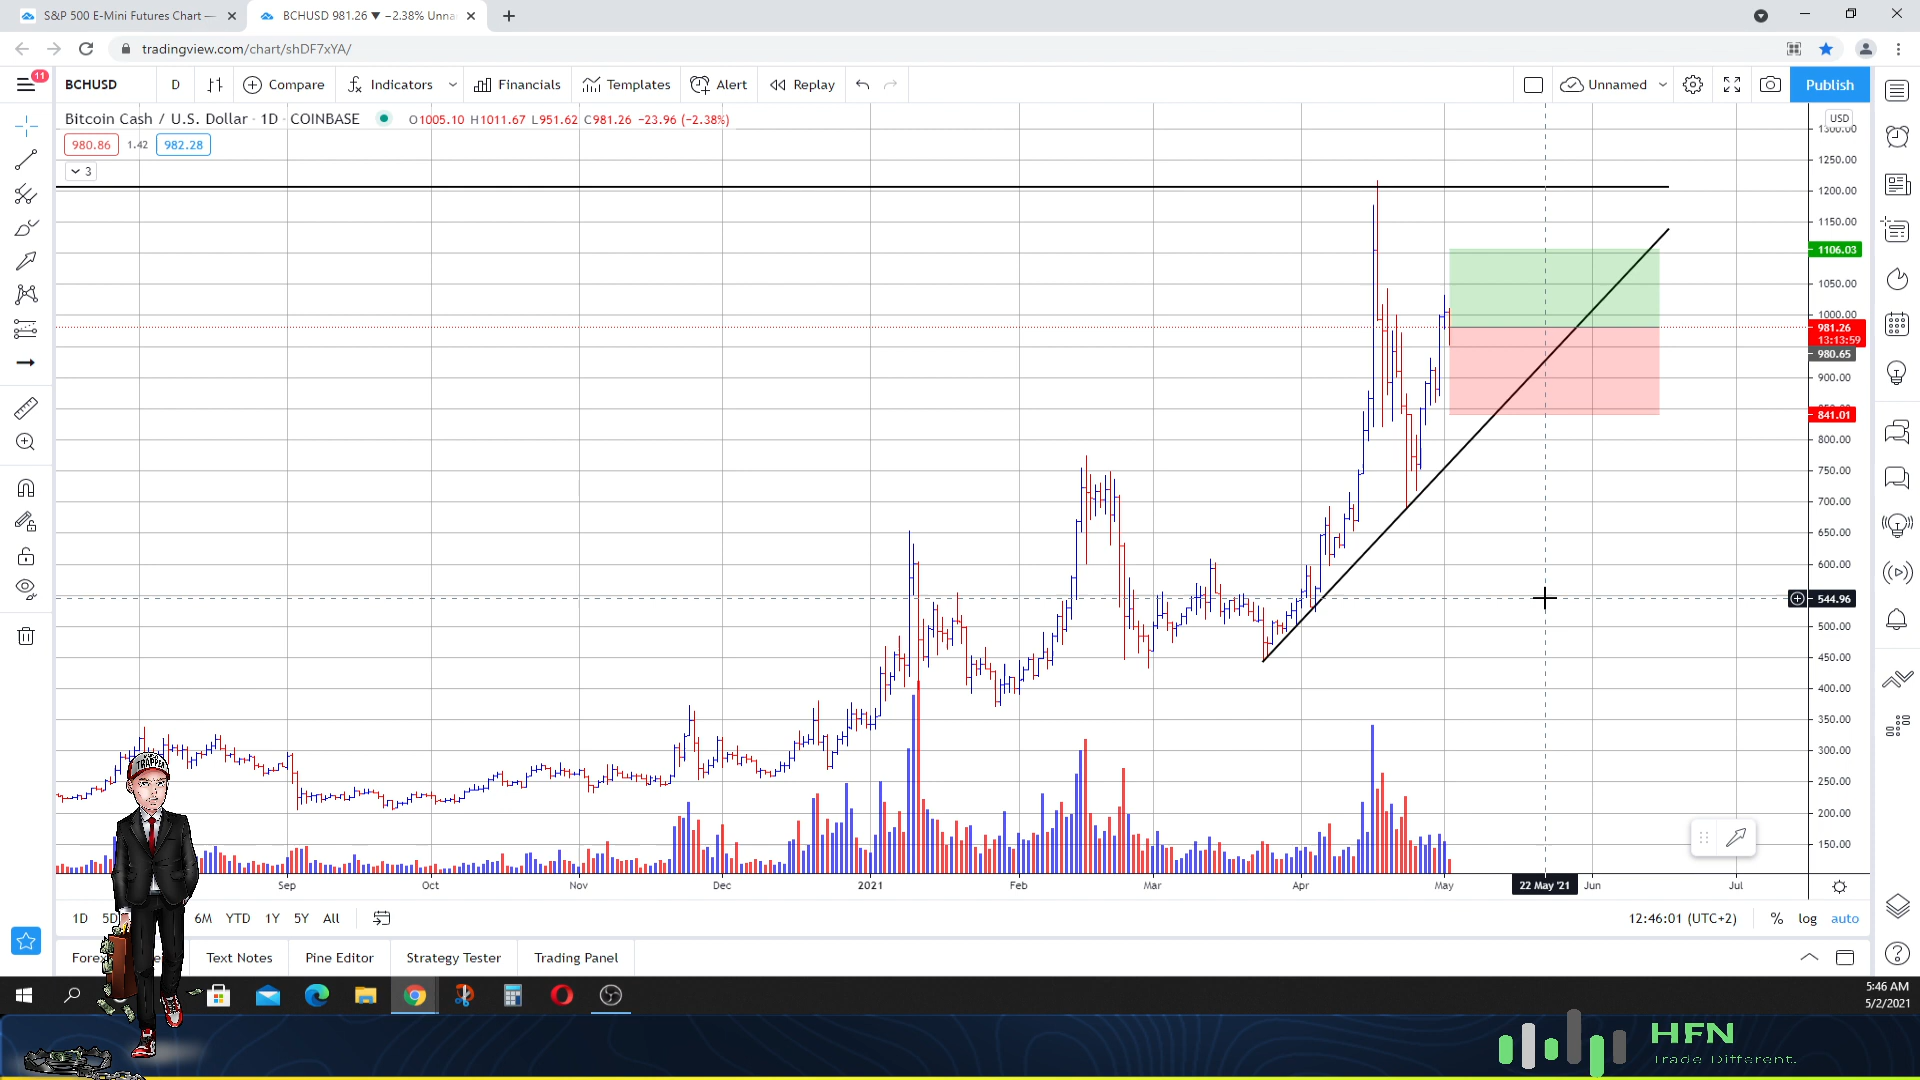 S&P 500 E-Mini Futures Chart —
BCHUSD 981.26 ▼ −2.38% Unna
tradingview.com/chart/shDF7xYA/
11
BCHUSD D Compare Indicators Financials Templates Alert Replay Unnamed Publish
Bitcoin Cash / U.S. Dollar · 1D · COINBASE O1005.10 H1011.67 L951.62 C981.26 −23.96 (−2.38%)
980.86 1.42 982.28
3
USD
1300.00
1250.00
1200.00
1150.00
1106.03
1050.00
1000.00
981.26
13:13:59
980.65
900.00
841.01
800.00
750.00
700.00
650.00
600.00
544.96
500.00
450.00
400.00
350.00
300.00
250.00
200.00
150.00
Sep Oct Nov Dec 2021 Feb Mar Apr May 22 May '21 Jun Jul
1D 5D 6M YTD 1Y 5Y All 12:46:01 (UTC+2) % log auto
Text Notes Pine Editor Strategy Tester Trading Panel
TRAPPER
5:46 AM
5/2/2021
HFN
Trade Different.